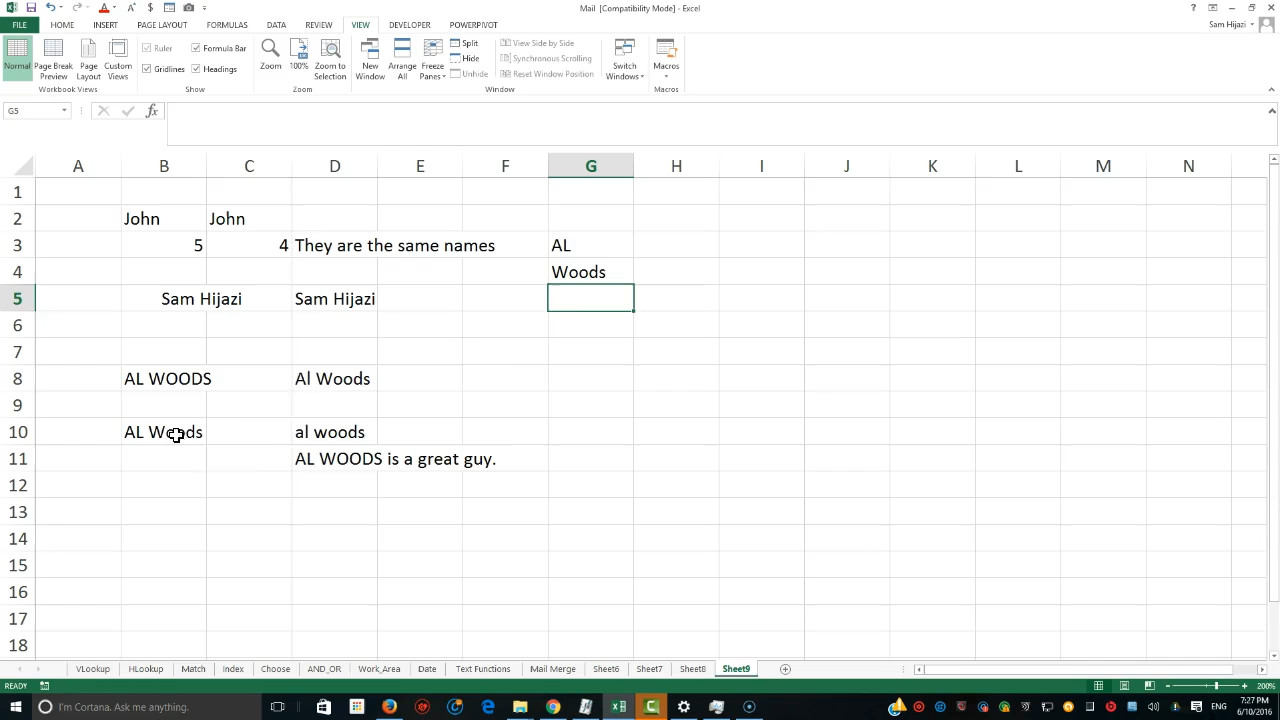 Mail [Compatibility Mode] - Excel
FILE HOME INSERT PAGE LAYOUT FORMULAS DATA REVIEW VIEW DEVELOPER POWERPIVOT Sam Hijazi
Normal Page Break Preview Page Layout Custom Views
Ruler Formula Bar
Gridlines Headings
Zoom 100% Zoom to Selection
New Window Arrange All Freeze Panes
Split
Hide
Unhide
View Side by Side
Synchronous Scrolling
Reset Window Position
Switch Windows Macros
Workbook Views Show Zoom Window Macros
G5 fx
A B C D E F G H I J K L M N
1
2 John John
3 5 4 They are the same names AL
4 Woods
5 Sam Hijazi Sam Hijazi
6
7
8 AL WOODS Al Woods
9
10 AL Woods al woods
11 AL WOODS is a great guy.
12
13
14
15
16
17
18
VLookup HLookup Match Index Choose AND_OR Work_Area Date Text Functions Mail Merge Sheet6 Sheet7 Sheet8 Sheet9
READY 200%
I'm Cortana. Ask me anything. ENG 7:27 PM 6/10/2016